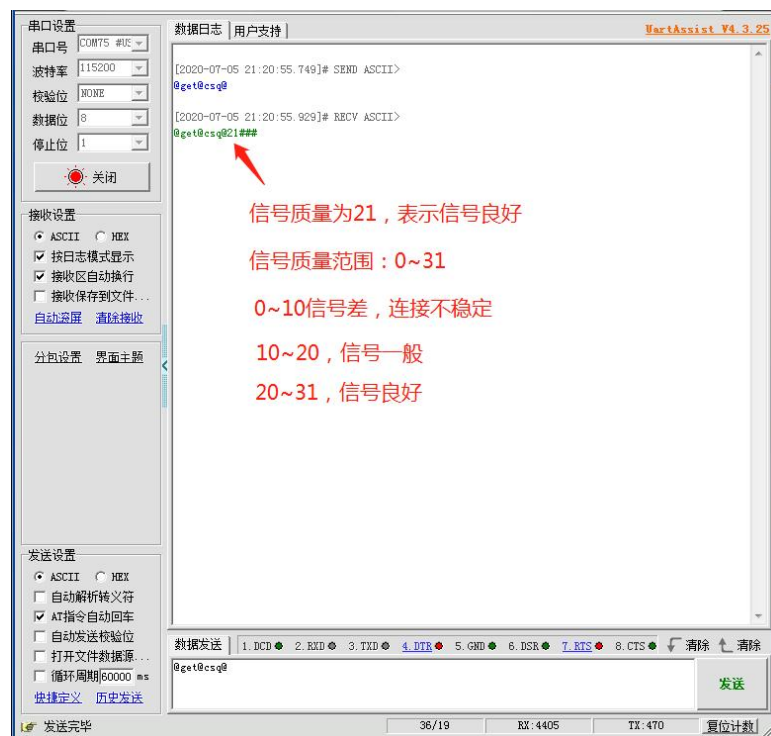 串口设置
串口号 COM75 #US
波特率 115200
校验位 NONE
数据位 8
停止位 1
关闭
接收设置
ASCII HEX
按日志模式显示
接收区自动换行
接收保存到文件...
自动滚屏 清除接收
分包设置 界面主题
发送设置
ASCII HEX
自动解析转义符
AT指令自动回车
自动发送校验位
打开文件数据源...
循环周期 60000 ms
快捷定义 历史发送
数据日志 用户支持 UartAssist V4.3.25
[2020-07-05 21:20:55.749]# SEND ASCII>
@get@csq@
[2020-07-05 21:20:55.929]# RECV ASCII>
@get@csq@21###
信号质量为21，表示信号良好
信号质量范围：0~31
0~10信号差，连接不稳定
10~20，信号一般
20~31，信号良好
数据发送 1.DCD 2.RXD 3.TXD 4.DTR 5.GND 6.DSR 7.RTS 8.CTS 清除 清除
@get@csq@
发送
发送完毕 36/19 RX:4405 TX:470 复位计数